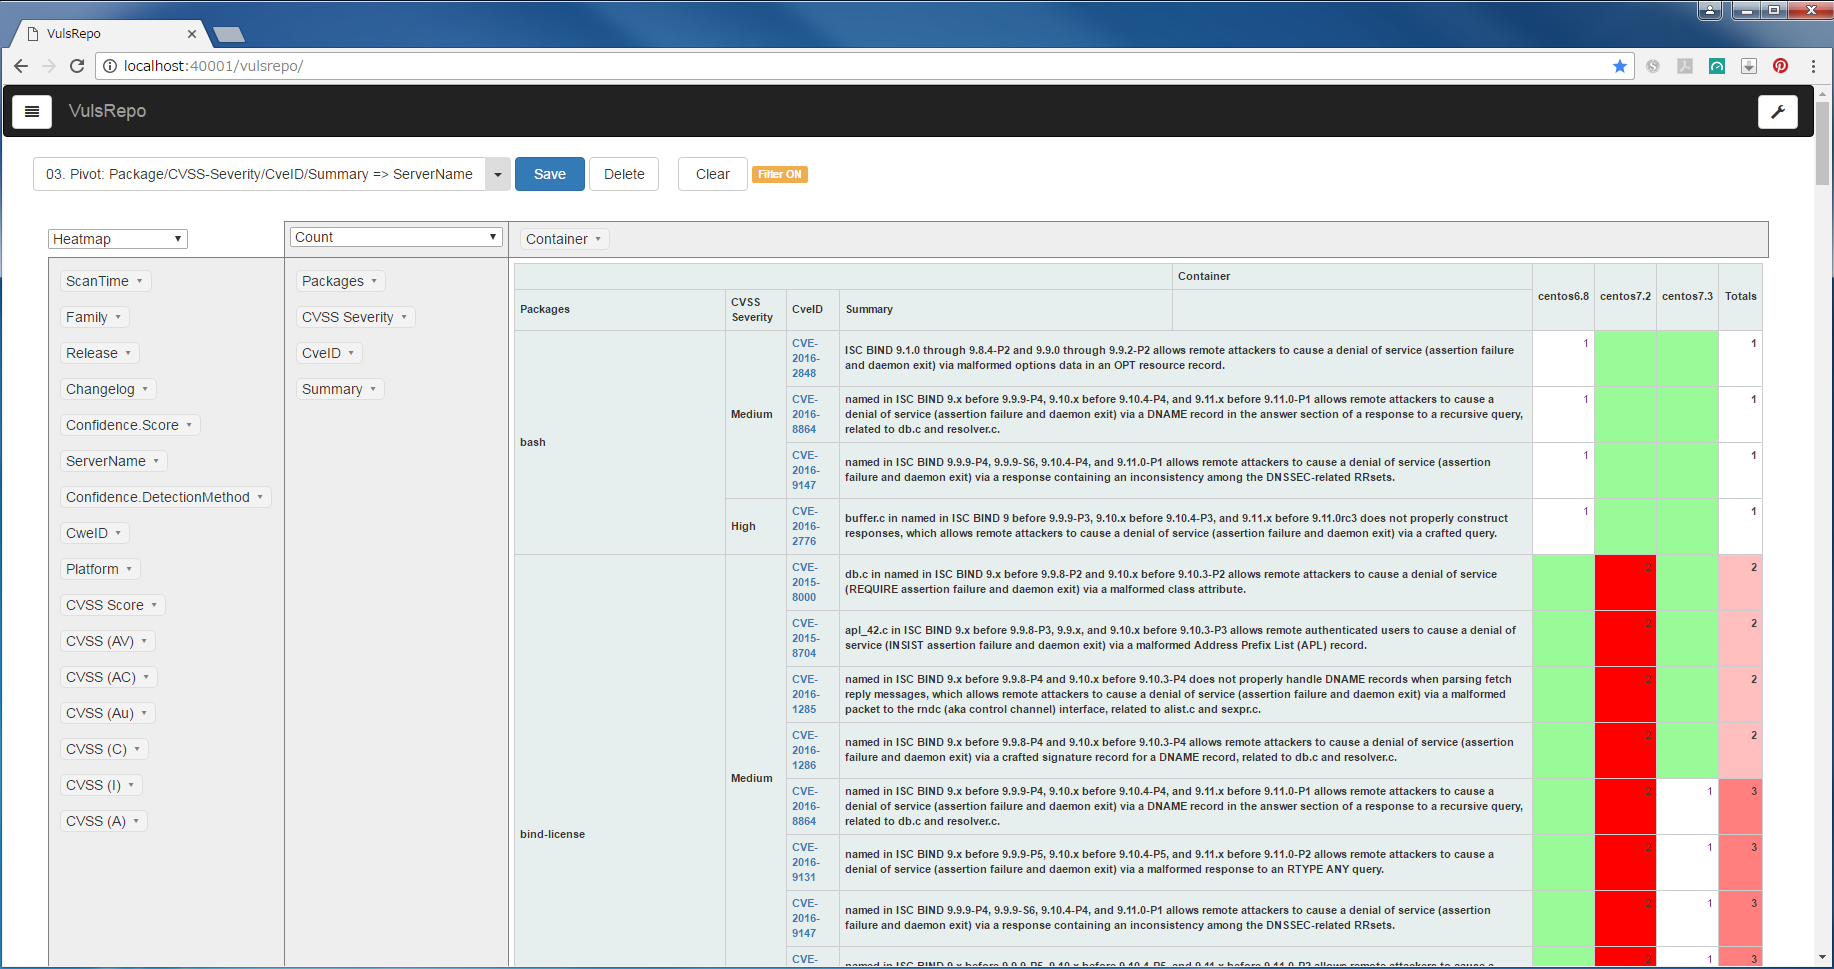 VulsRepo
localhost:40001/vulsrepo/
VulsRepo
03. Pivot: Package/CVSS-Severity/CveID/Summary => ServerName
Save
Delete
Clear
Filter ON
Heatmap
Count
Container
ScanTime
Family
Release
Changelog
Confidence.Score
ServerName
Confidence.DetectionMethod
CweID
Platform
CVSS Score
CVSS (AV)
CVSS (AC)
CVSS (Au)
CVSS (C)
CVSS (I)
CVSS (A)
Packages
CVSS Severity
CveID
Summary
Container
centos6.8
centos7.2
centos7.3
Totals
Packages
CVSS
Severity
CveID
Summary
bash
Medium
CVE-
2016-
2848
ISC BIND 9.1.0 through 9.8.4-P2 and 9.9.0 through 9.9.2-P2 allows remote attackers to cause a denial of service (assertion failure
and daemon exit) via malformed options data in an OPT resource record.
1
1
CVE-
2016-
8864
named in ISC BIND 9.x before 9.9.9-P4, 9.10.x before 9.10.4-P4, and 9.11.x before 9.11.0-P1 allows remote attackers to cause a
denial of service (assertion failure and daemon exit) via a DNAME record in the answer section of a response to a recursive query,
related to db.c and resolver.c.
1
1
CVE-
2016-
9147
named in ISC BIND 9.9.9-P4, 9.9.9-S6, 9.10.4-P4, and 9.11.0-P1 allows remote attackers to cause a denial of service (assertion
failure and daemon exit) via a response containing an inconsistency among the DNSSEC-related RRsets.
1
1
High
CVE-
2016-
2776
buffer.c in named in ISC BIND 9 before 9.9.9-P3, 9.10.x before 9.10.4-P3, and 9.11.x before 9.11.0rc3 does not properly construct
responses, which allows remote attackers to cause a denial of service (assertion failure and daemon exit) via a crafted query.
1
1
bind-license
Medium
CVE-
2015-
8000
db.c in named in ISC BIND 9.x before 9.9.8-P2 and 9.10.x before 9.10.3-P2 allows remote attackers to cause a denial of service
(REQUIRE assertion failure and daemon exit) via a malformed class attribute.
2
2
CVE-
2015-
8704
apl_42.c in ISC BIND 9.x before 9.9.8-P3, 9.9.x, and 9.10.x before 9.10.3-P3 allows remote authenticated users to cause a denial of
service (INSIST assertion failure and daemon exit) via a malformed Address Prefix List (APL) record.
2
2
CVE-
2016-
1285
named in ISC BIND 9.x before 9.9.8-P4 and 9.10.x before 9.10.3-P4 does not properly handle DNAME records when parsing fetch
reply messages, which allows remote attackers to cause a denial of service (assertion failure and daemon exit) via a malformed
packet to the rndc (aka control channel) interface, related to alist.c and sexpr.c.
2
2
CVE-
2016-
1286
named in ISC BIND 9.x before 9.9.8-P4 and 9.10.x before 9.10.3-P4 allows remote attackers to cause a denial of service (assertion
failure and daemon exit) via a crafted signature record for a DNAME record, related to db.c and resolver.c.
2
2
CVE-
2016-
8864
named in ISC BIND 9.x before 9.9.9-P4, 9.10.x before 9.10.4-P4, and 9.11.x before 9.11.0-P1 allows remote attackers to cause a
denial of service (assertion failure and daemon exit) via a DNAME record in the answer section of a response to a recursive query,
related to db.c and resolver.c.
2
1
3
CVE-
2016-
9131
named in ISC BIND 9.x before 9.9.9-P5, 9.10.x before 9.10.4-P5, and 9.11.x before 9.11.0-P2 allows remote attackers to cause a
denial of service (assertion failure and daemon exit) via a malformed response to an RTYPE ANY query.
2
1
3
CVE-
2016-
9147
named in ISC BIND 9.9.9-P4, 9.9.9-S6, 9.10.4-P4, and 9.11.0-P1 allows remote attackers to cause a denial of service (assertion
failure and daemon exit) via a response containing an inconsistency among the DNSSEC-related RRsets.
2
1
3
CVE-
named in ISC BIND 9.x before 9.9.9-P5, 9.10.x before 9.10.4-P5, and 9.11.x before 9.11.0-P2 allows remote attackers to cause a
2
1
3